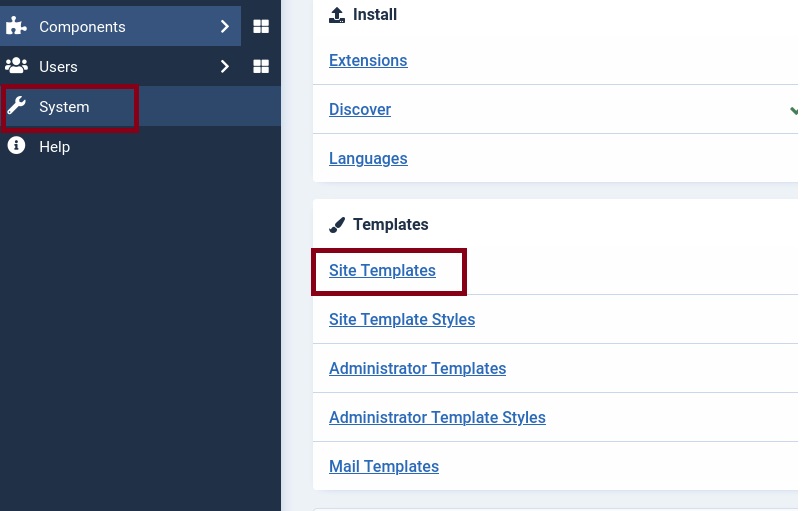 Components
Users
System
Help
Install
Extensions
Discover
Languages
Templates
Site Templates
Site Template Styles
Administrator Templates
Administrator Template Styles
Mail Templates